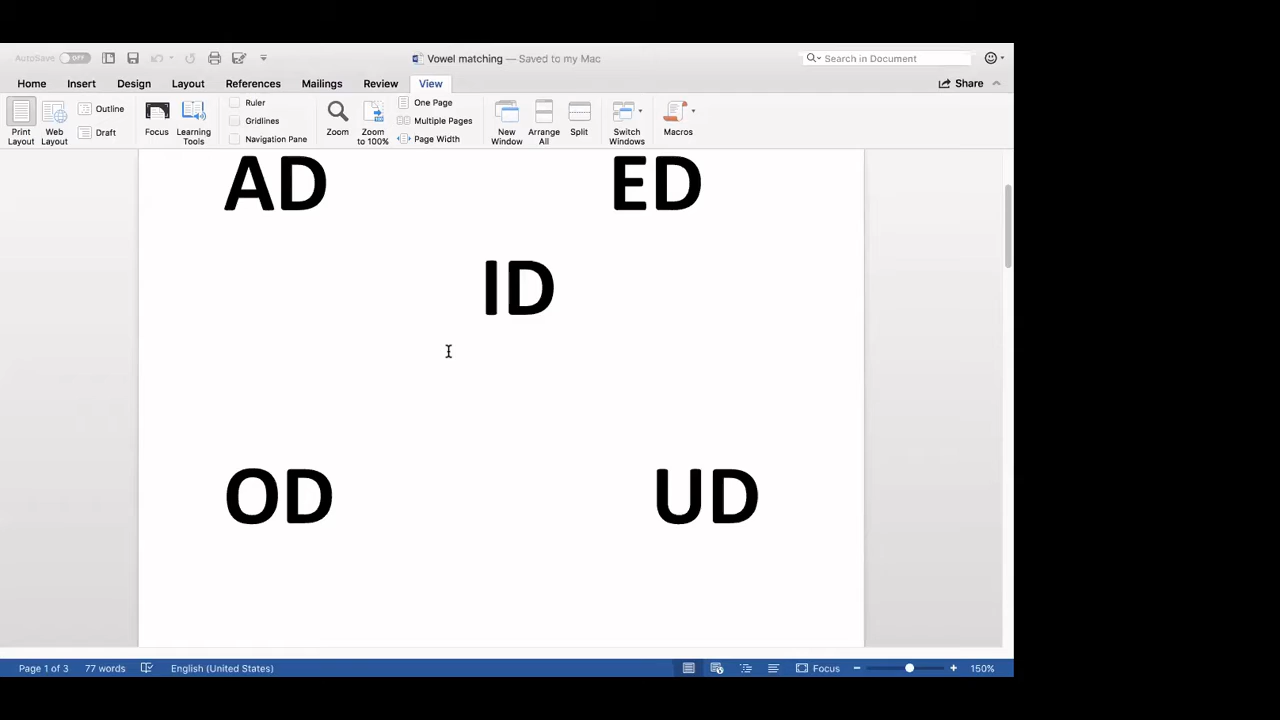 AutoSave OFF Vowel matching — Saved to my Mac Search in Document
Home Insert Design Layout References Mailings Review View Share
Print Layout Web Layout Outline Draft Focus Learning Tools Ruler Gridlines Navigation Pane Zoom Zoom to 100% One Page Multiple Pages Page Width New Window Arrange All Split Switch Windows Macros
AD ED
ID
OD UD
Page 1 of 3 77 words English (United States) Focus 150%